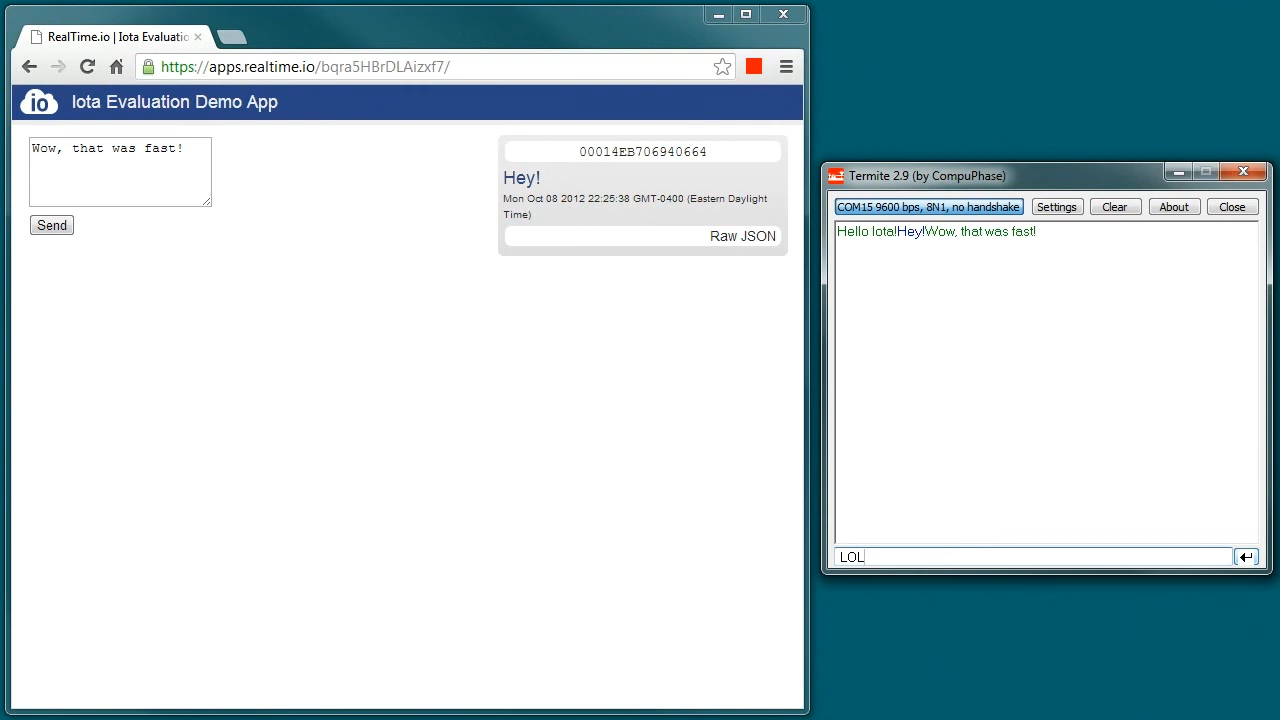 RealTime.io | Iota Evaluatio
https://apps.realtime.io/bqra5HBrDLAizxf7/
io
Iota Evaluation Demo App
Wow, that was fast!
Send
00014EB706940664
Hey!
Mon Oct 08 2012 22:25:38 GMT-0400 (Eastern Daylight
Time)
Raw JSON
Termite 2.9 (by CompuPhase)
COM15 9600 bps, 8N1, no handshake
Settings
Clear
About
Close
Hello Iota!Hey!Wow, that was fast!
LOL